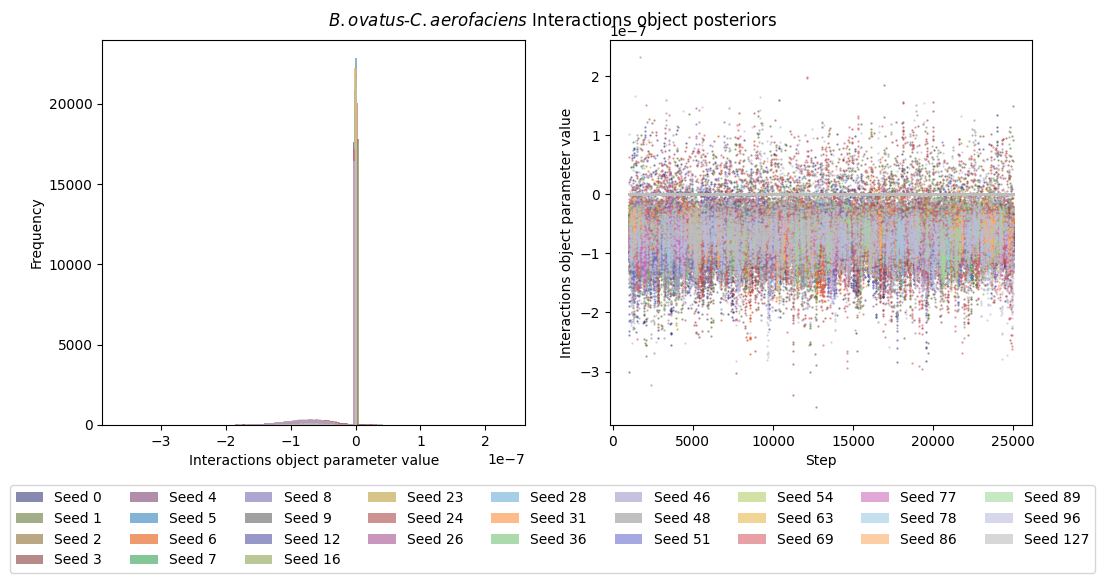 B.ovatus-C.aerofaciens Interactions object posteriors
Frequency
20000
15000
10000
5000
0
−3 −2 −1 0 1 2
1e−7
Interactions object parameter value
1e−7
Interactions object parameter value
2
1
0
−1
−2
−3
0 5000 10000 15000 20000 25000
Step
Seed 0 Seed 4 Seed 8 Seed 23 Seed 28 Seed 46 Seed 54 Seed 77 Seed 89
Seed 1 Seed 5 Seed 9 Seed 24 Seed 31 Seed 48 Seed 63 Seed 78 Seed 96
Seed 2 Seed 6 Seed 12 Seed 26 Seed 36 Seed 51 Seed 69 Seed 86 Seed 127
Seed 3 Seed 7 Seed 16